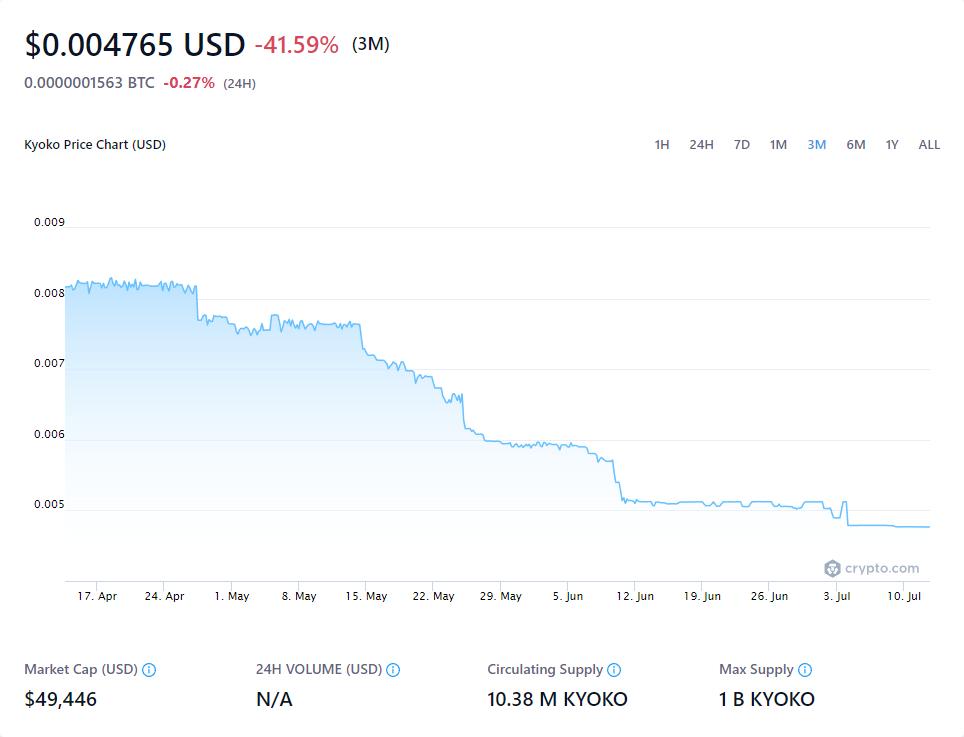 $0.004765 USD -41.59% (3M)
0.0000001563 BTC -0.27% (24H)
Kyoko Price Chart (USD) 1H 24H 7D 1M 3M 6M 1Y ALL
0.009
0.008
0.007
0.006
0.005
crypto.com
17. Apr 24. Apr 1. May 8. May 15. May 22. May 29. May 5. Jun 12. Jun 19. Jun 26. Jun 3. Jul 10. Jul
Market Cap (USD) 24H VOLUME (USD) Circulating Supply Max Supply
$49,446 N/A 10.38 M KYOKO 1 B KYOKO